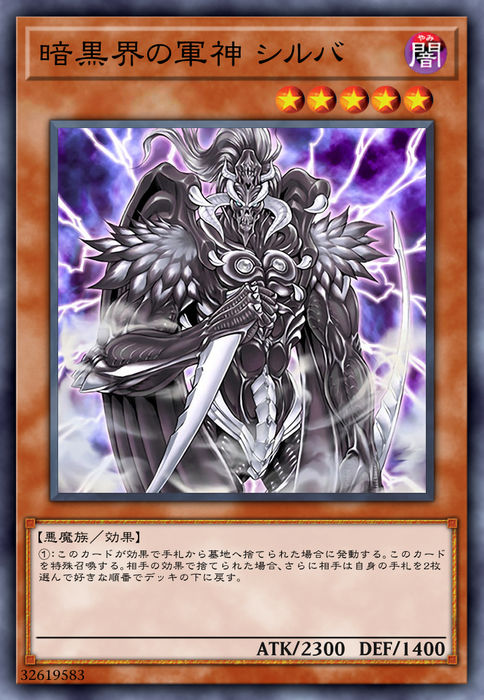 暗黒界の軍神 シルバ
やみ
闇
【悪魔族／効果】
①：このカードが効果で手札から墓地へ捨てられた場合に発動する。このカード
を特殊召喚する。相手の効果で捨てられた場合、さらに相手は自身の手札を2枚
選んで好きな順番でデッキの下に戻す。
ATK/2300 DEF/1400
32619583